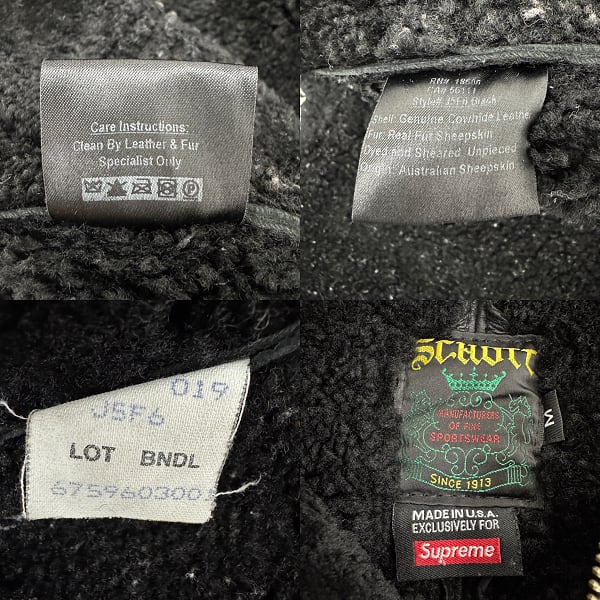 Care Instructions:
Clean By Leather & Fur
Specialist Only
P
CA# 56111
Style# J5F6 Black
Shell: Genuine Cowhide Leather
Fur: Real Fur Sheepskin
Dyed and Sheared, Unpieced
Origin: Australian Sheepskin
019
J5F6
LOT BNDL
6759603001
Schott
MANUFACTURERS
OF FINE
SPORTSWEAR
SINCE 1913
M
MADE IN U.S.A.
EXCLUSIVELY FOR
Supreme